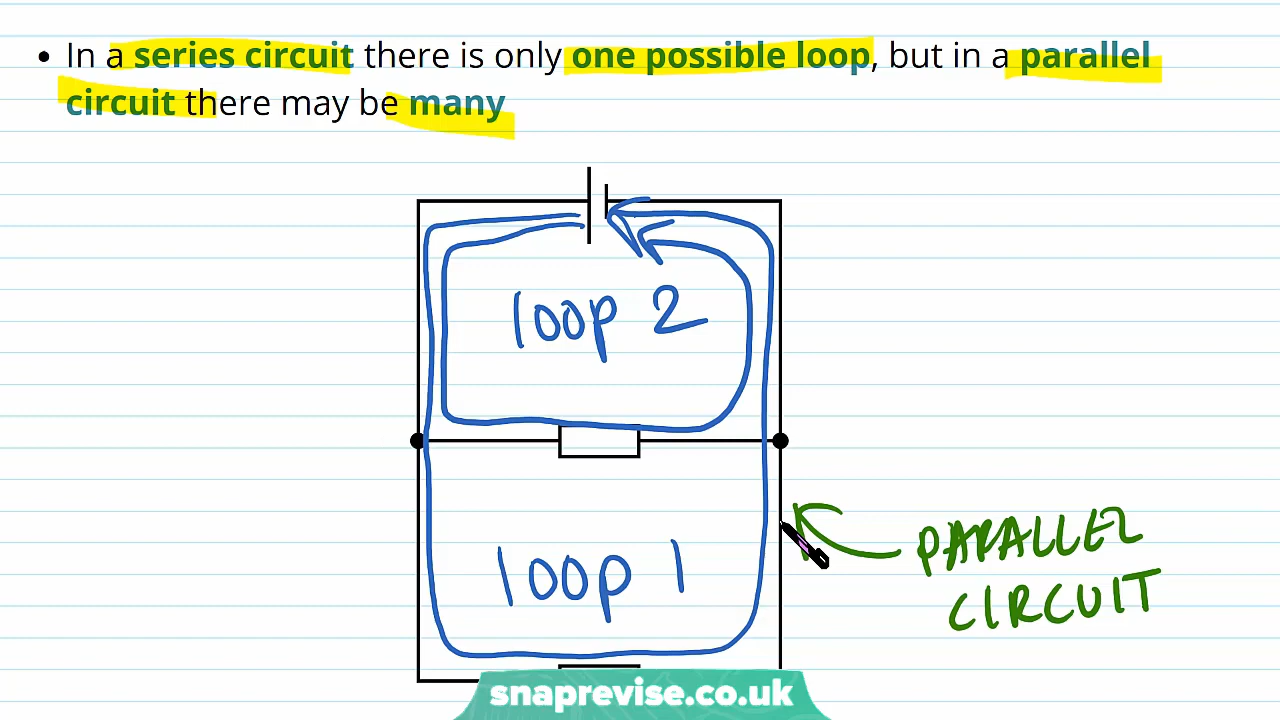 • In a series circuit there is only one possible loop, but in a parallel
circuit there may be many
loop 2
loop 1
PARALLEL
CIRCUIT
snaprevise.co.uk